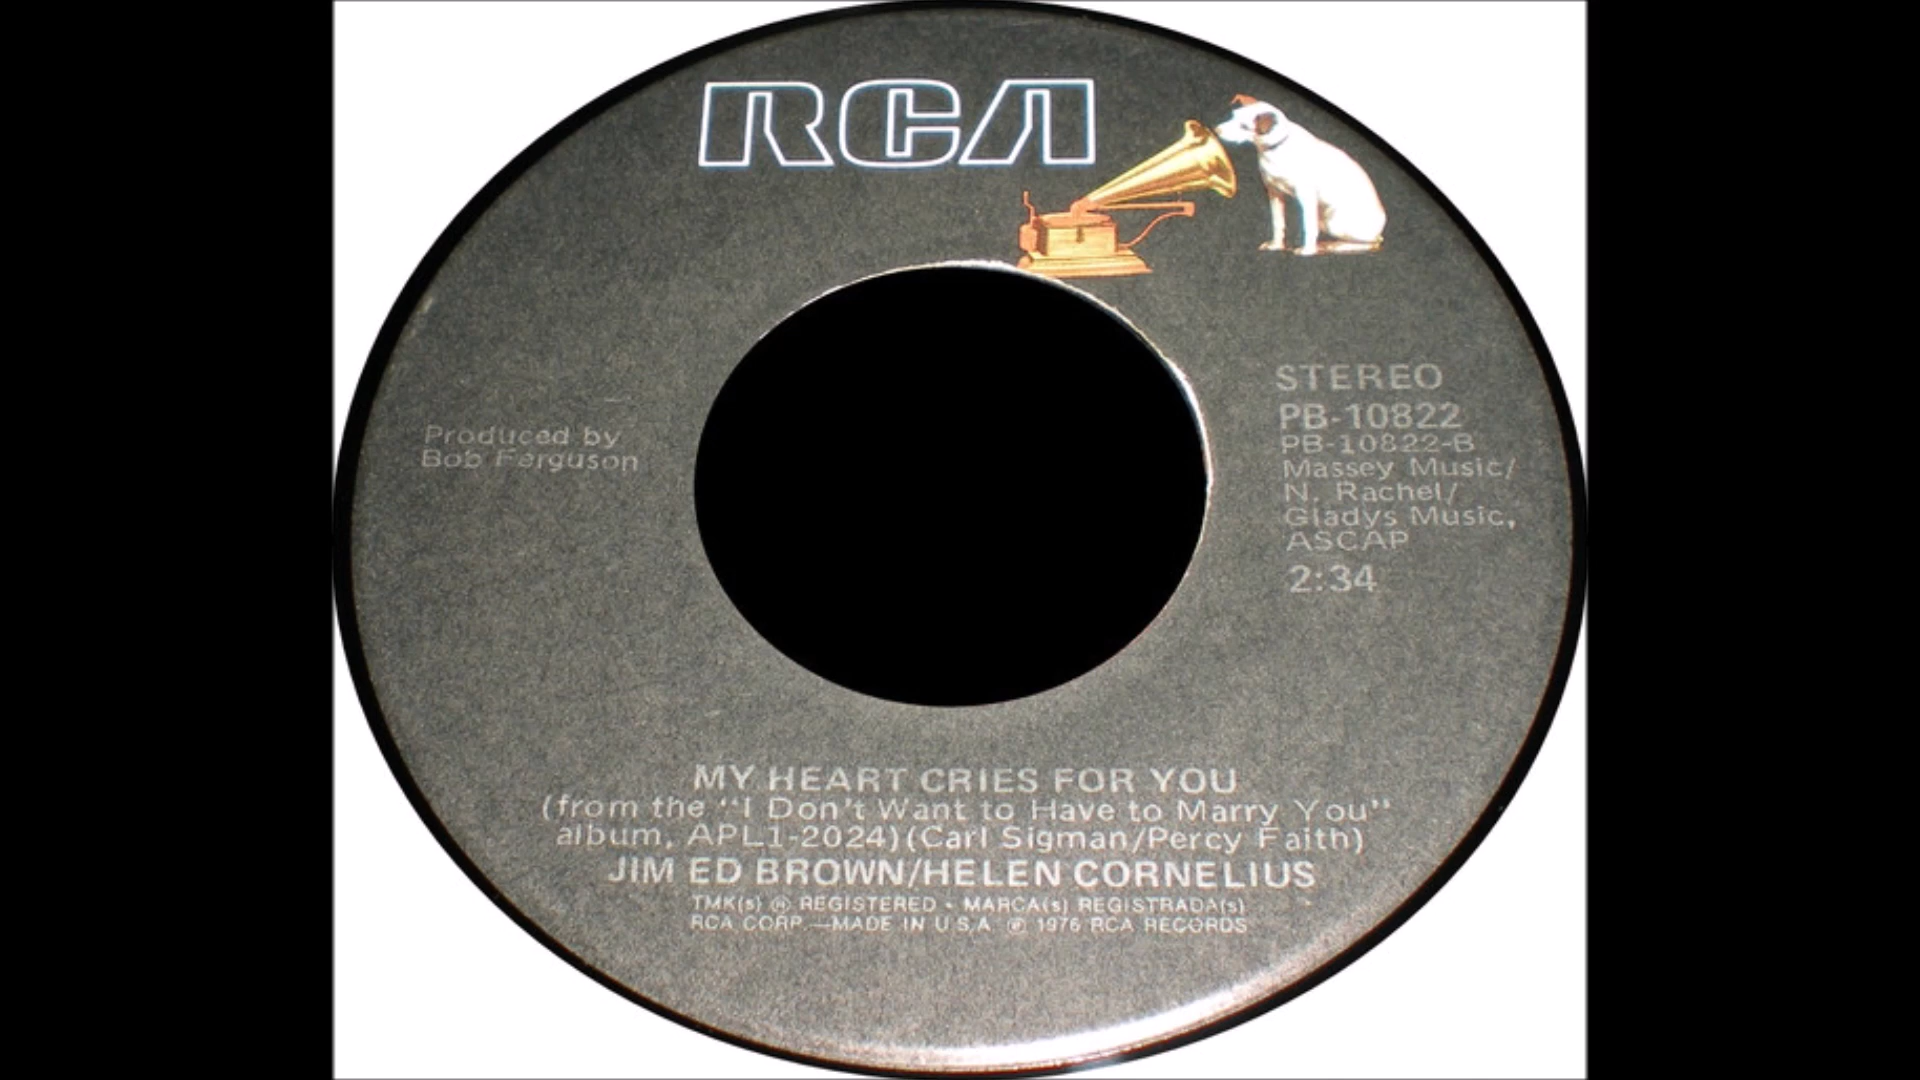 RCA
Produced by
Bob Ferguson
STEREO
PB-10822
PB-10822-B
Massey Music/
N. Rachel/
Gladys Music,
ASCAP
2:34
MY HEART CRIES FOR YOU
(from the "I Don't Want to Have to Marry You"
album, APL1-2024)(Carl Sigman/Percy Faith)
JIM ED BROWN/HELEN CORNELIUS
TMK(s) ® REGISTERED • MARCA(s) REGISTRADA(s)
RCA CORP.—MADE IN U.S.A. ℗ 1976 RCA RECORDS